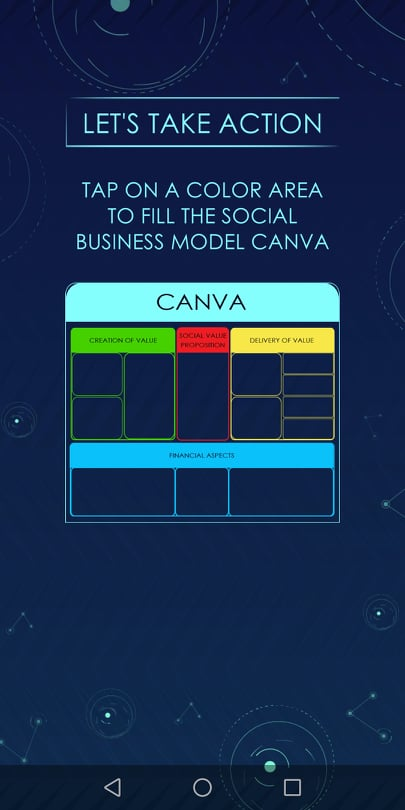 LET'S TAKE ACTION
TAP ON A COLOR AREA
TO FILL THE SOCIAL
BUSINESS MODEL CANVA
CANVA
CREATION OF VALUE
SOCIAL VALUE
PROPOSITION
DELIVERY OF VALUE
FINANCIAL ASPECTS